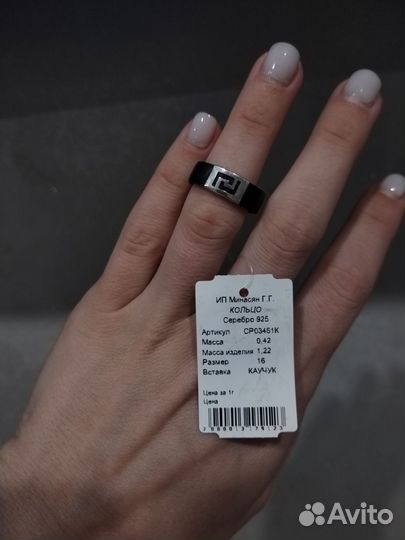 ИП Минасян Г.Г.
КОЛЬЦО
Серебро 925
Артикул СР03451К
Масса 0,42
Масса изделия 1,22
Размер 16
Вставка КАУЧУК
Цена за 1г
Цена
Avito